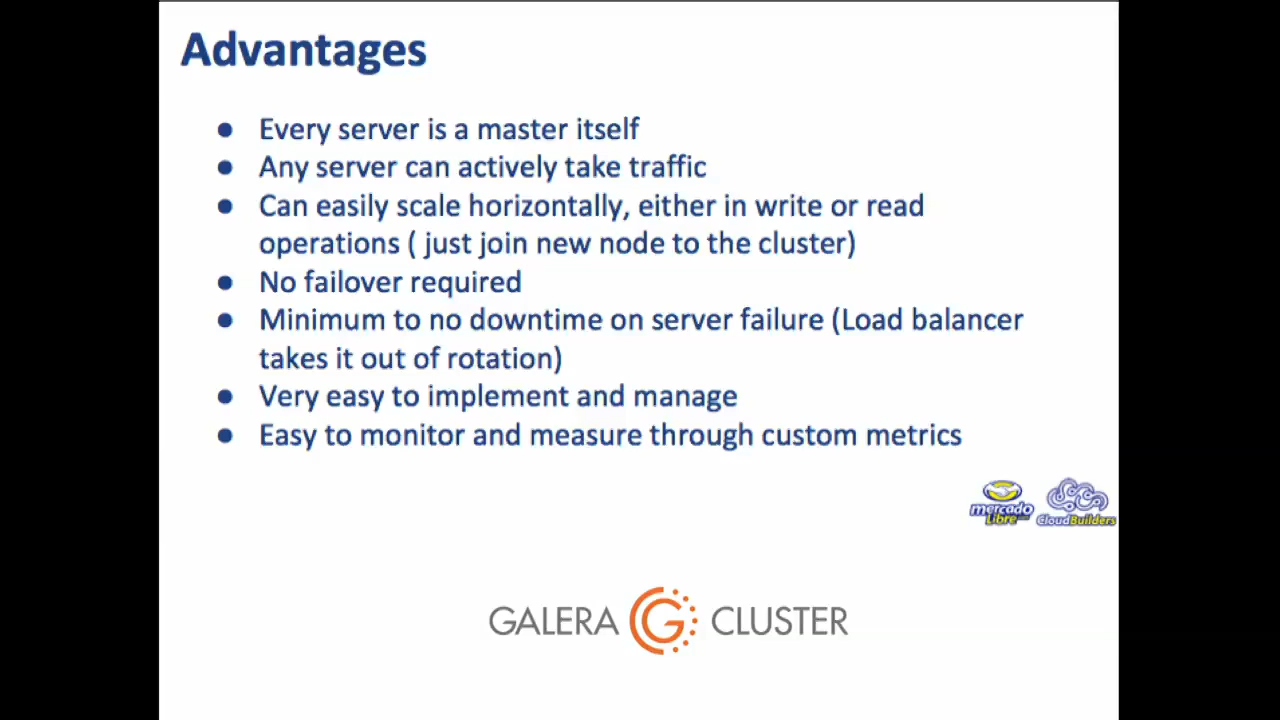 Advantages
● Every server is a master itself
● Any server can actively take traffic
● Can easily scale horizontally, either in write or read
operations ( just join new node to the cluster)
● No failover required
● Minimum to no downtime on server failure (Load balancer
takes it out of rotation)
● Very easy to implement and manage
● Easy to monitor and measure through custom metrics
mercado
Libre
CloudBuilders
GALERA CLUSTER